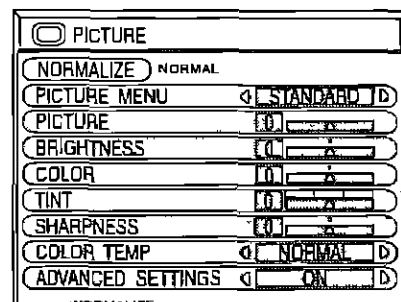 PICTURE
NORMALIZE NORMAL
PICTURE MENU STANDARD
PICTURE 0
BRIGHTNESS 0
COLOR 0
TINT 0
SHARPNESS 0
COLOR TEMP NORMAL
ADVANCED SETTINGS ON